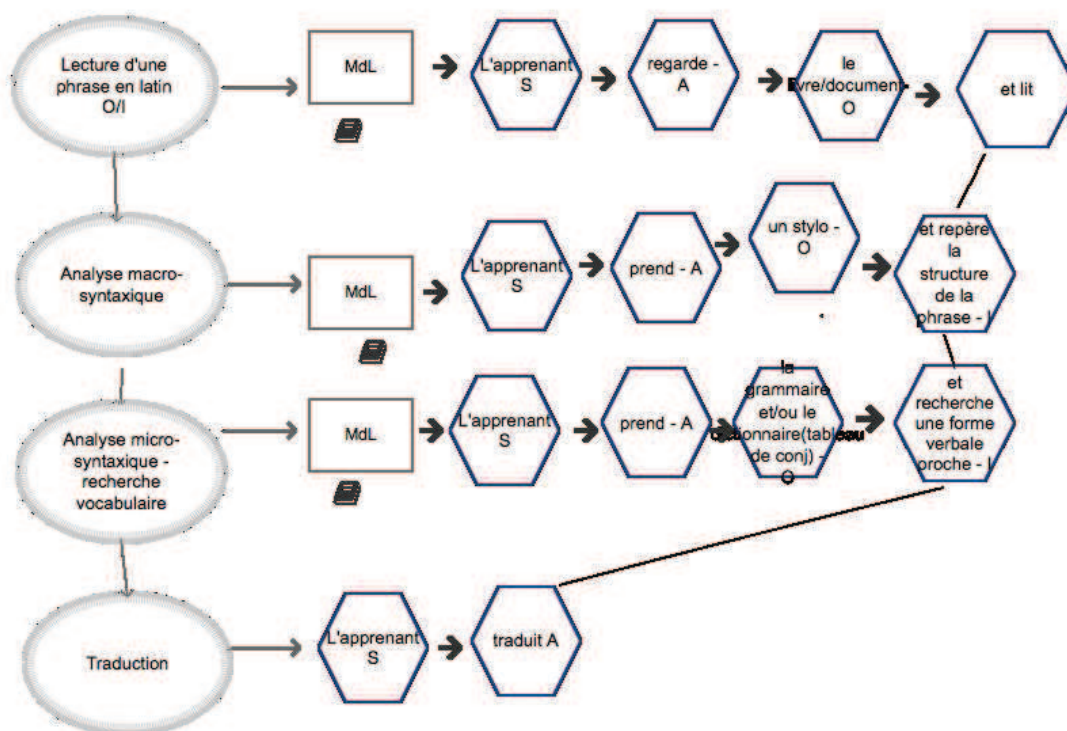 Lecture d'une
phrase en latin
O/I
MdL
L'apprenant
S
regarde -
A
le
livre/document-
O
et lit
Analyse macro-
syntaxique
MdL
L'apprenant
S
prend - A
un stylo -
O
et repère
la
structure
de la
phrase - I
Analyse micro-
syntaxique -
recherche
vocabulaire
MdL
L'apprenant
S
prend - A
la
grammaire
et/ou le
dictionnaire(tableau
de conj) -
O
et
recherche
une forme
verbale
proche - I
Traduction
L'apprenant
S
traduit A